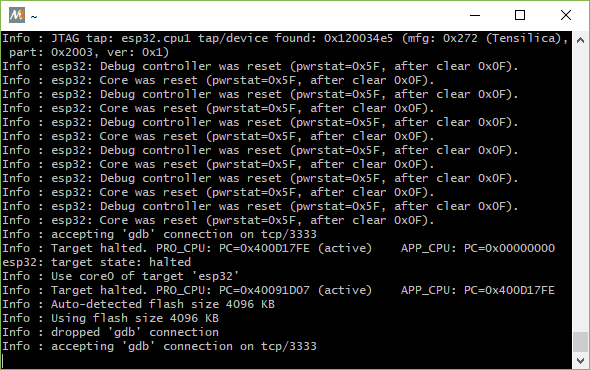 ~
Info : JTAG tap: esp32.cpu1 tap/device found: 0x120034e5 (mfg: 0x272 (Tensilica),
part: 0x2003, ver: 0x1)
Info : esp32: Debug controller was reset (pwrstat=0x5F, after clear 0x0F).
Info : esp32: Core was reset (pwrstat=0x5F, after clear 0x0F).
Info : esp32: Debug controller was reset (pwrstat=0x5F, after clear 0x0F).
Info : esp32: Core was reset (pwrstat=0x5F, after clear 0x0F).
Info : esp32: Debug controller was reset (pwrstat=0x5F, after clear 0x0F).
Info : esp32: Core was reset (pwrstat=0x5F, after clear 0x0F).
Info : esp32: Debug controller was reset (pwrstat=0x5F, after clear 0x0F).
Info : esp32: Core was reset (pwrstat=0x5F, after clear 0x0F).
Info : esp32: Debug controller was reset (pwrstat=0x5F, after clear 0x0F).
Info : esp32: Core was reset (pwrstat=0x5F, after clear 0x0F).
Info : esp32: Debug controller was reset (pwrstat=0x5F, after clear 0x0F).
Info : esp32: Core was reset (pwrstat=0x5F, after clear 0x0F).
Info : accepting 'gdb' connection on tcp/3333
Info : Target halted. PRO_CPU: PC=0x400D17FE (active)    APP_CPU: PC=0x00000000
esp32: target state: halted
Info : Use core0 of target 'esp32'
Info : Target halted. PRO_CPU: PC=0x40091D07 (active)    APP_CPU: PC=0x400D17FE
Info : Auto-detected flash size 4096 KB
Info : Using flash size 4096 KB
Info : dropped 'gdb' connection
Info : accepting 'gdb' connection on tcp/3333